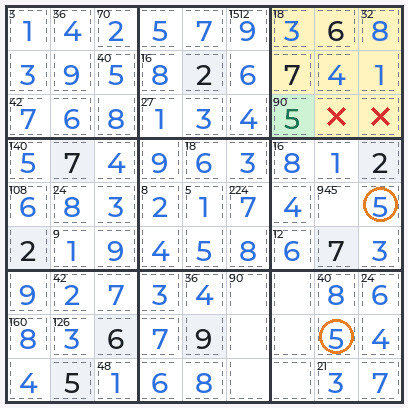 3 36 70 1512 18 32
1 4 2 5 7 9 3 6 8
40 16
3 9 5 8 2 6 7 4 1
42 27 90
7 6 8 1 3 4 5 × ×
140 18 16
5 7 4 9 6 3 8 1 2
108 24 8 5 224 945
6 8 3 2 1 7 4 5
9 12
2 1 9 4 5 8 6 7 3
42 36 90 40 24
9 2 7 3 4 8 6
160 126
8 3 6 7 9 5 4
48 21
4 5 1 6 8 3 7